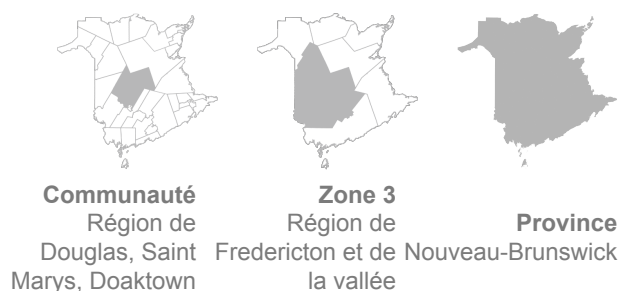 Communauté
Région de
Douglas, Saint
Marys, Doaktown
Zone 3
Région de
Fredericton et de
la vallée
Province
Nouveau-Brunswick